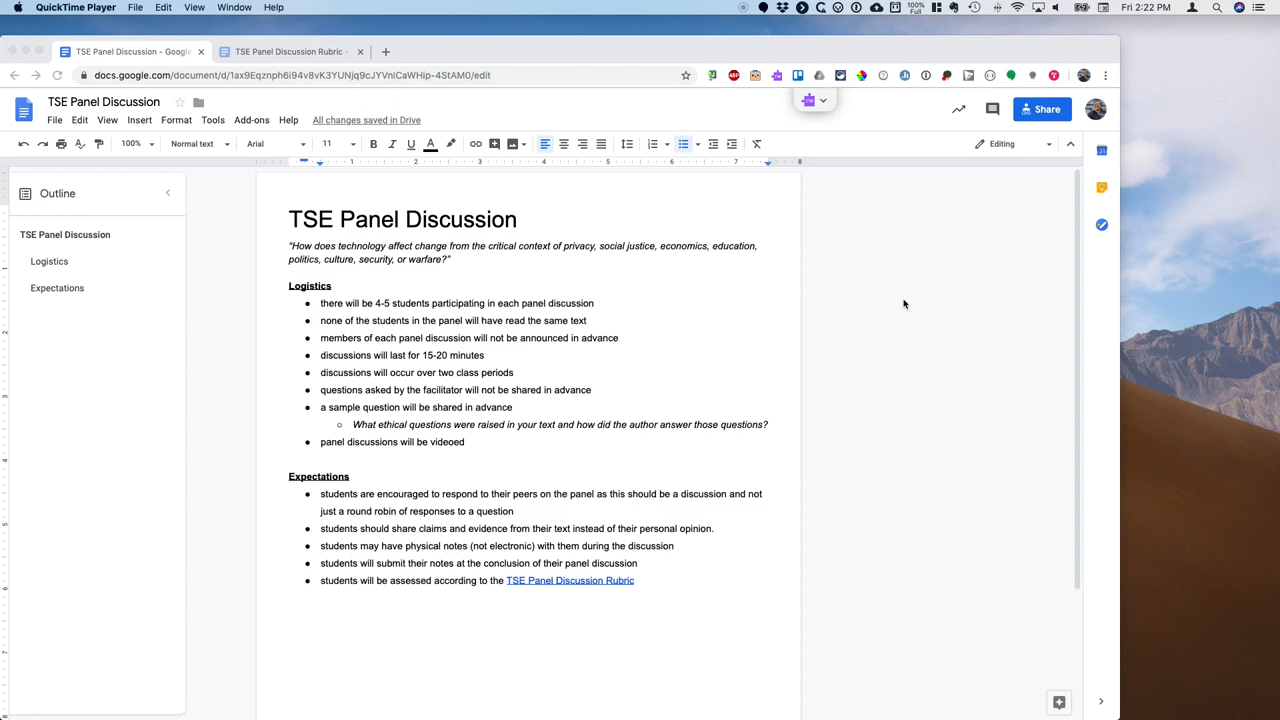 QuickTime Player File Edit View Window Help 100% Full Fri 2:22 PM
TSE Panel Discussion - Google TSE Panel Discussion Rubric -
docs.google.com/document/d/1ax9Eqznph6i94v8vK3YUNjq9cJYVnlCaWHip-4StAM0/edit
TSE Panel Discussion
File Edit View Insert Format Tools Add-ons Help All changes saved in Drive
Share
100% Normal text Arial 11 B I U A Editing
1 2 3 4 5 6 7 8
Outline
TSE Panel Discussion
Logistics
Expectations
TSE Panel Discussion
“How does technology affect change from the critical context of privacy, social justice, economics, education,
politics, culture, security, or warfare?”
Logistics
● there will be 4-5 students participating in each panel discussion
● none of the students in the panel will have read the same text
● members of each panel discussion will not be announced in advance
● discussions will last for 15-20 minutes
● discussions will occur over two class periods
● questions asked by the facilitator will not be shared in advance
● a sample question will be shared in advance
○ What ethical questions were raised in your text and how did the author answer those questions?
● panel discussions will be videoed
Expectations
● students are encouraged to respond to their peers on the panel as this should be a discussion and not
just a round robin of responses to a question
● students should share claims and evidence from their text instead of their personal opinion.
● students may have physical notes (not electronic) with them during the discussion
● students will submit their notes at the conclusion of their panel discussion
● students will be assessed according to the TSE Panel Discussion Rubric